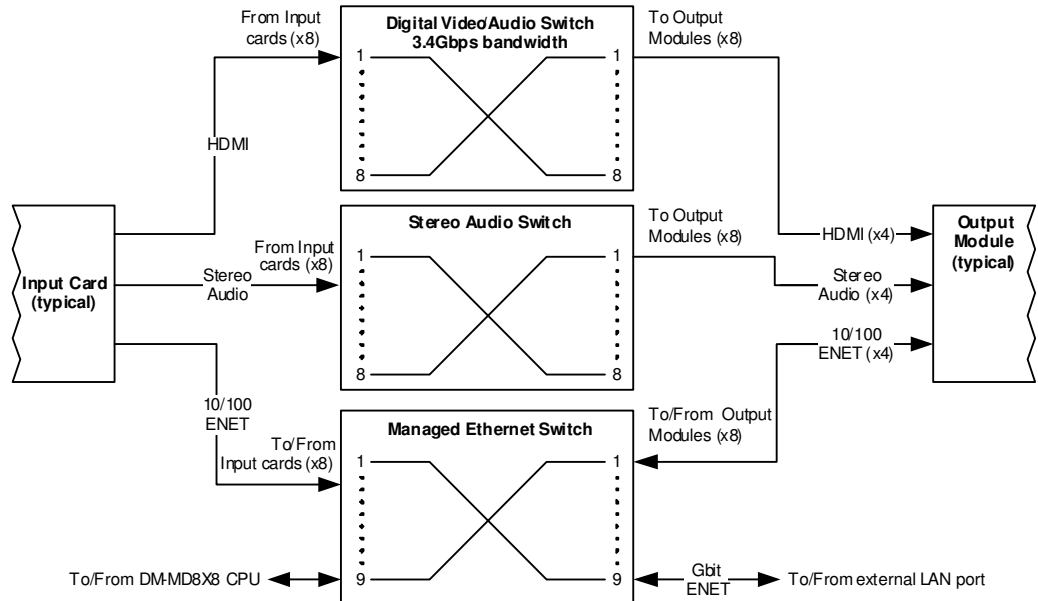 From Input
cards (x8)
Digital Video/Audio Switch
3.4Gbps bandwidth
To Output
Modules (x8)
1
1
8
8
HDMI
Input Card
(typical)
Stereo
Audio
From Input
cards (x8)
Stereo Audio Switch
To Output
Modules (x8)
1
1
8
8
HDMI (x4)
Stereo
Audio (x4)
10/100
ENET (x4)
Output
Module
(typical)
10/100
ENET
To/From
Input cards (x8)
Managed Ethernet Switch
To/From Output
Modules (x8)
1
1
9
9
To/From DM-MD8X8 CPU
Gbit
ENET
To/From external LAN port